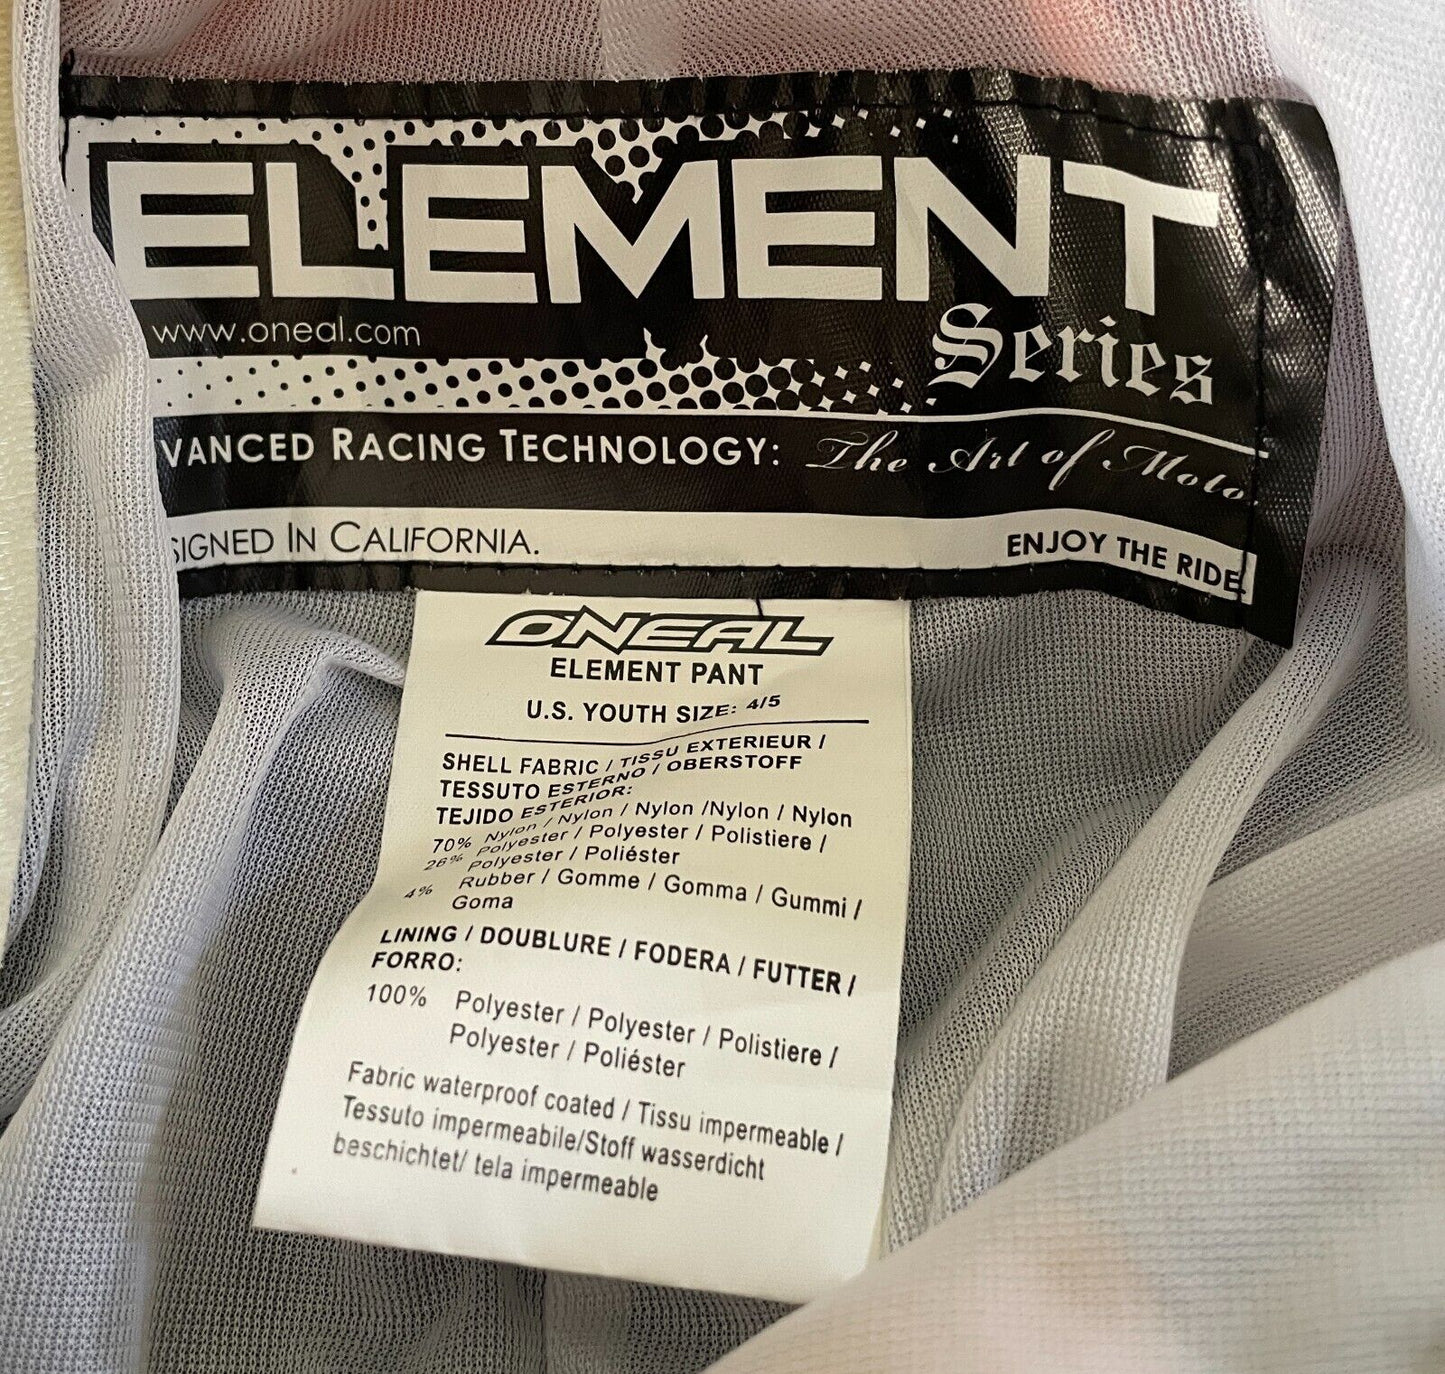 ELEMENT
Series
www.oneal.com
VANCED RACING TECHNOLOGY: The Art of Moto.
SIGNED IN CALIFORNIA.
ENJOY THE RIDE.
ONEAL
ELEMENT PANT
U.S. YOUTH SIZE: 4/5
SHELL FABRIC / TISSU EXTERIEUR /
TESSUTO ESTERNO / OBERSTOFF
TEJIDO ESTERIOR:
70% Nylon / Nylon / Nylon /Nylon / Nylon
26% Polyester / Polyester / Polistiere /
Polyester / Poliéster
4% Rubber / Gomme / Gomma / Gummi /
Goma
LINING / DOUBLURE / FODERA / FUTTER /
FORRO:
100% Polyester / Polyester / Polistiere /
Polyester / Poliéster
Fabric waterproof coated / Tissu impermeable /
Tessuto impermeabile/Stoff wasserdicht
beschichtet/ tela impermeable